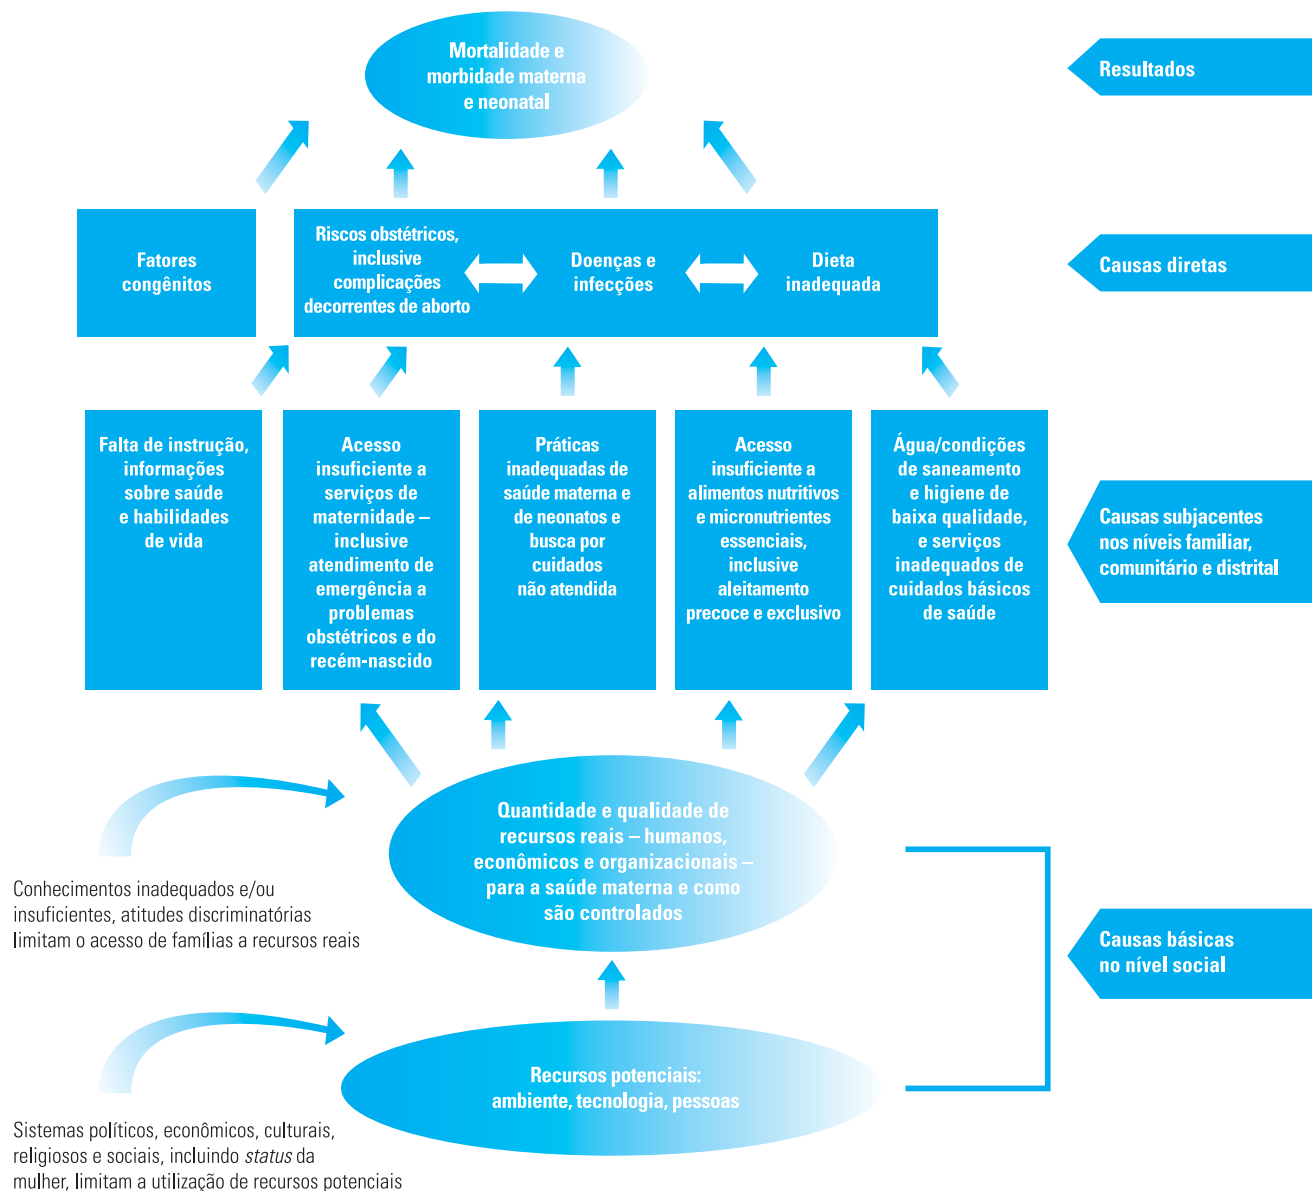 Mortalidade e
morbidade materna
e neonatal
Resultados
Fatores
congênitos
Riscos obstétricos,
inclusive
complicações
decorrentes de aborto
Doenças e
infecções
Dieta
inadequada
Causas diretas
Falta de instrução,
informações
sobre saúde
e habilidades
de vida
Acesso
insuficiente a
serviços de
maternidade –
inclusive
atendimento de
emergência a
problemas
obstétricos e do
recém-nascido
Práticas
inadequadas de
saúde materna e
de neonatos e
busca por
cuidados
não atendida
Acesso
insuficiente a
alimentos nutritivos
e micronutrientes
essenciais,
inclusive
aleitamento
precoce e exclusivo
Água/condições
de saneamento
e higiene de
baixa qualidade,
e serviços
inadequados de
cuidados básicos
de saúde
Causas subjacentes
nos níveis familiar,
comunitário e distrital
Quantidade e qualidade de
recursos reais – humanos,
econômicos e organizacionais –
para a saúde materna e como
são controlados
Conhecimentos inadequados e/ou
insuficientes, atitudes discriminatórias
limitam o acesso de famílias a recursos reais
Causas básicas
no nível social
Recursos potenciais:
ambiente, tecnologia, pessoas
Sistemas políticos, econômicos, culturais,
religiosos e sociais, incluindo status da
mulher, limitam a utilização de recursos potenciais